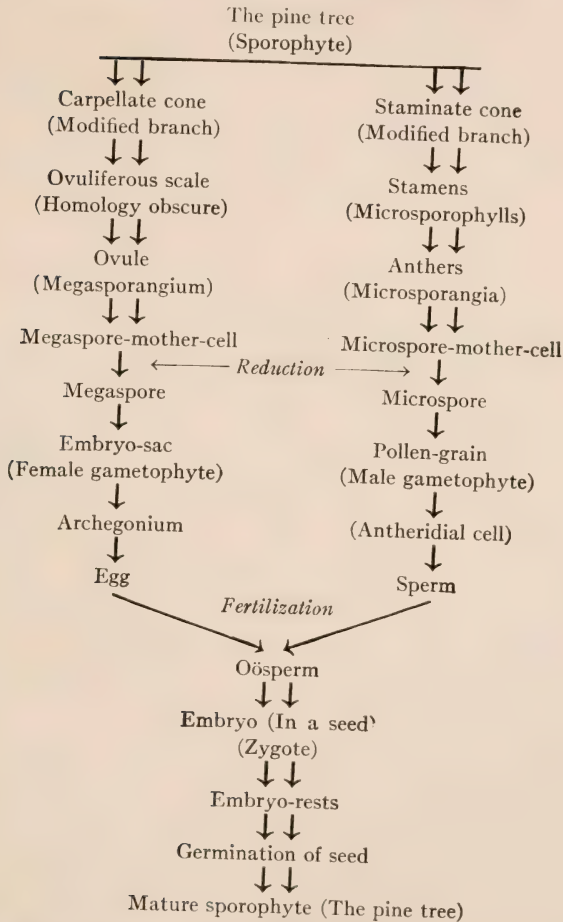 The pine tree
(Sporophyte)
Carpellate cone
(Modified branch)
Ovuliferous scale
(Homology obscure)
Ovule
(Megasporangium)
Megaspore-mother-cell
Megaspore
Embryo-sac
(Female gametophyte)
Archegonium
Egg
Staminate cone
(Modified branch)
Stamens
(Microsporophylls)
Anthers
(Microsporangia)
Microspore-mother-cell
Microspore
Pollen-grain
(Male gametophyte)
(Antheridial cell)
Sperm
Reduction
Fertilization
Oösperm
Embryo (In a seed)
(Zygote)
Embryo-rests
Germination of seed
Mature sporophyte (The pine tree)